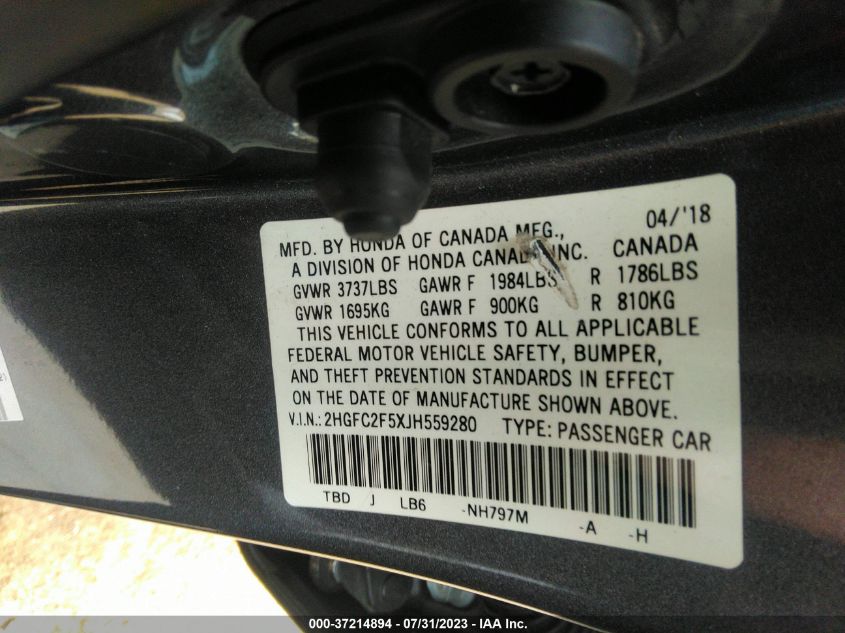 04/'18
MFD. BY HONDA OF CANADA MFG.,
A DIVISION OF HONDA CANADA INC. CANADA
GVWR 3737LBS GAWR F 1984LBS R 1786LBS
GVWR 1695KG GAWR F 900KG R 810KG
THIS VEHICLE CONFORMS TO ALL APPLICABLE
FEDERAL MOTOR VEHICLE SAFETY, BUMPER,
AND THEFT PREVENTION STANDARDS IN EFFECT
ON THE DATE OF MANUFACTURE SHOWN ABOVE.
V.I.N.: 2HGFC2F5XJH559280 TYPE: PASSENGER CAR
TBD J LB6 -NH797M -A -H
000-37214894 - 07/31/2023 - IAA Inc.